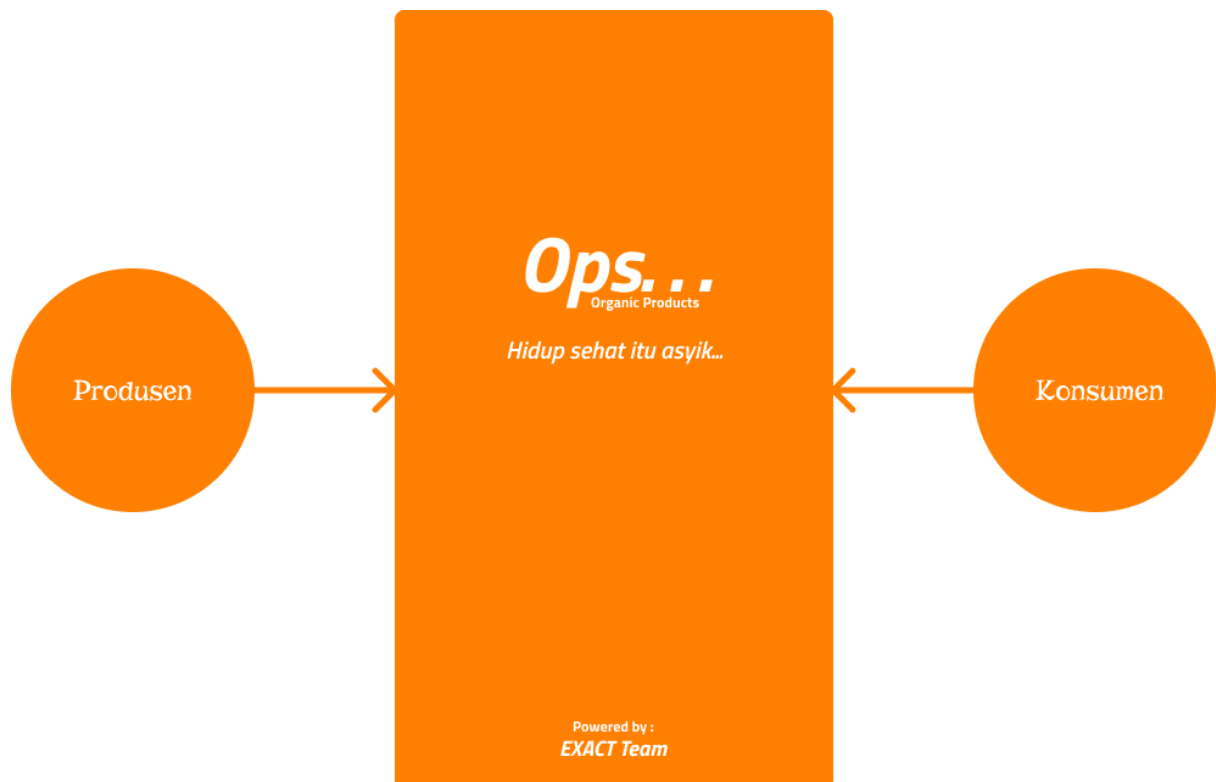 Ops...
Organic Products
Hidup sehat itu asyik...
Produsen
Konsumen
Powered by :
EXACT Team